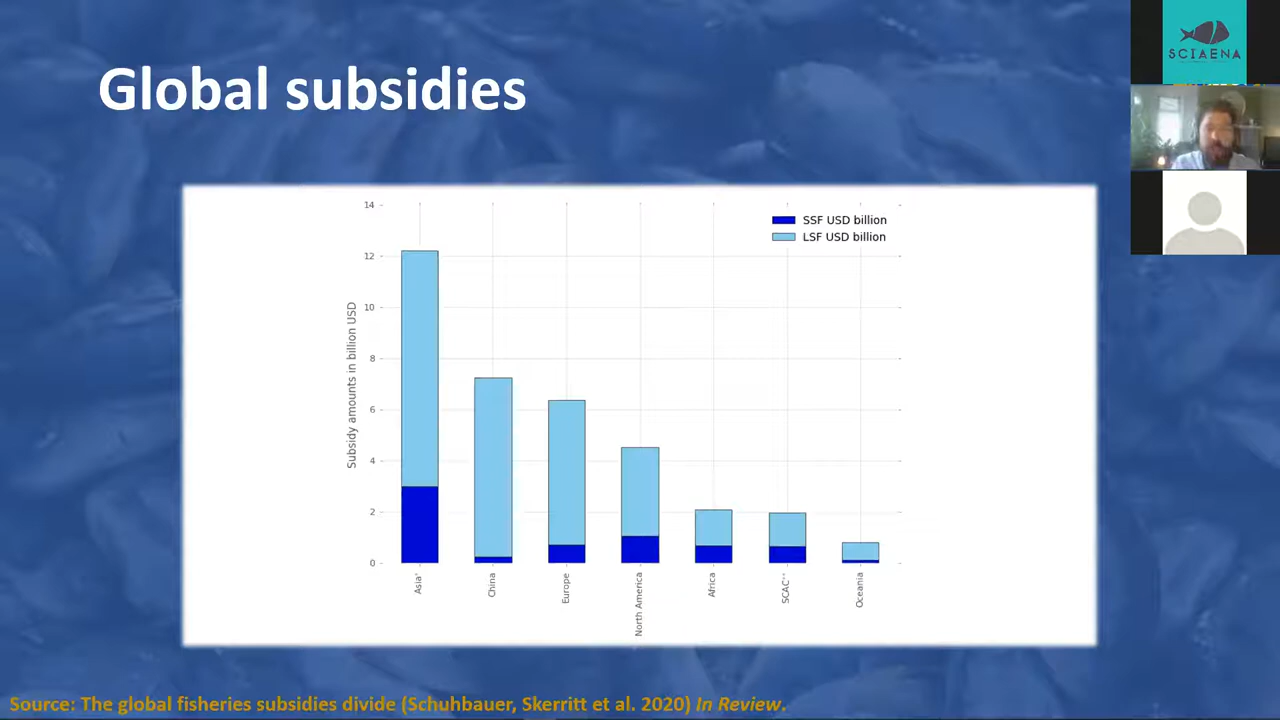 Global subsidies
SCIAENA
14
12
10
8
6
4
2
0
Subsidy amounts in billion USD
SSF USD billion
LSF USD billion
Asia⁺
China
Europe
North America
Africa
SCAC⁺⁺
Oceania
Source: The global fisheries subsidies divide (Schuhbauer, Skerritt et al. 2020) In Review.